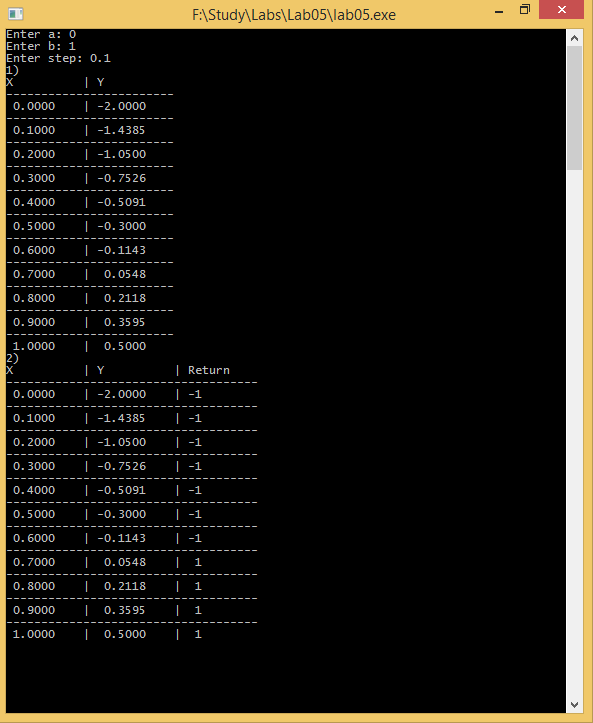 F:\Study\Labs\Lab05\lab05.exe
Enter a: 0
Enter b: 1
Enter step: 0.1
1)
X          | Y
------------------------
 0.0000    | -2.0000
------------------------
 0.1000    | -1.4385
------------------------
 0.2000    | -1.0500
------------------------
 0.3000    | -0.7526
------------------------
 0.4000    | -0.5091
------------------------
 0.5000    | -0.3000
------------------------
 0.6000    | -0.1143
------------------------
 0.7000    |  0.0548
------------------------
 0.8000    |  0.2118
------------------------
 0.9000    |  0.3595
------------------------
 1.0000    |  0.5000
2)
X          | Y          | Return
------------------------------------
 0.0000    | -2.0000    | -1
------------------------------------
 0.1000    | -1.4385    | -1
------------------------------------
 0.2000    | -1.0500    | -1
------------------------------------
 0.3000    | -0.7526    | -1
------------------------------------
 0.4000    | -0.5091    | -1
------------------------------------
 0.5000    | -0.3000    | -1
------------------------------------
 0.6000    | -0.1143    | -1
------------------------------------
 0.7000    |  0.0548    |  1
------------------------------------
 0.8000    |  0.2118    |  1
------------------------------------
 0.9000    |  0.3595    |  1
------------------------------------
 1.0000    |  0.5000    |  1